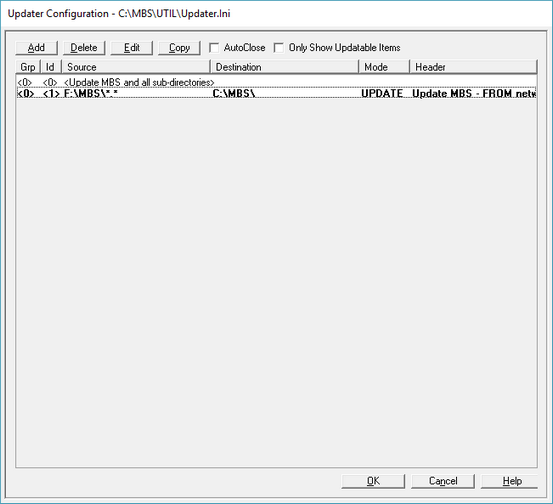 Updater Configuration - C:\MBS\UTIL\Updater.Ini
Add Delete Edit Copy AutoClose Only Show Updatable Items
Grp Id Source Destination Mode Header
<0> <0> <Update MBS and all sub-directories>
<0> <1> F:\MBS\*.* C:\MBS\ UPDATE Update MBS - FROM netw
OK Cancel Help